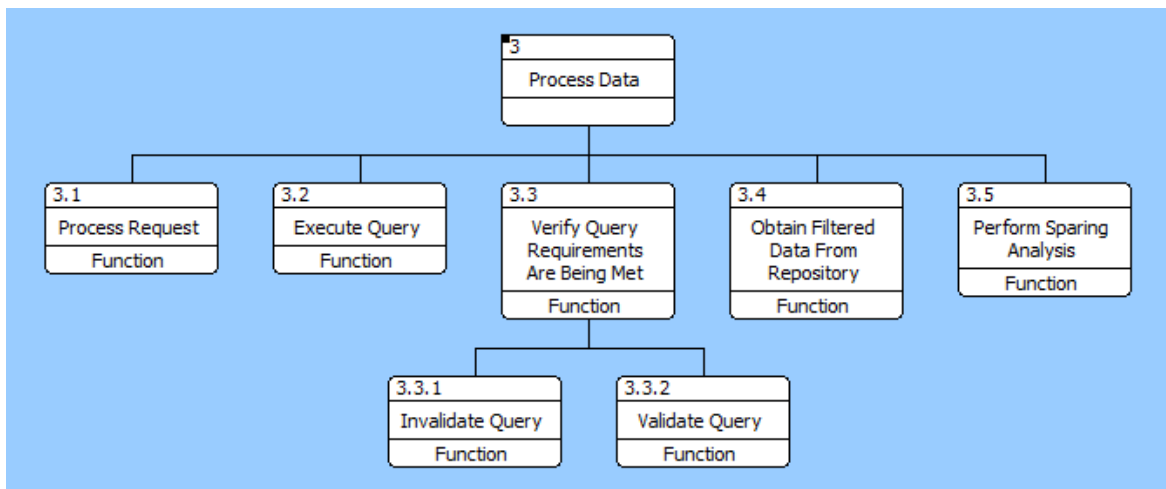 3
Process Data
3.1
Process Request
Function
3.2
Execute Query
Function
3.3
Verify Query
Requirements
Are Being Met
Function
3.4
Obtain Filtered
Data From
Repository
Function
3.5
Perform Sparing
Analysis
Function
3.3.1
Invalidate Query
Function
3.3.2
Validate Query
Function